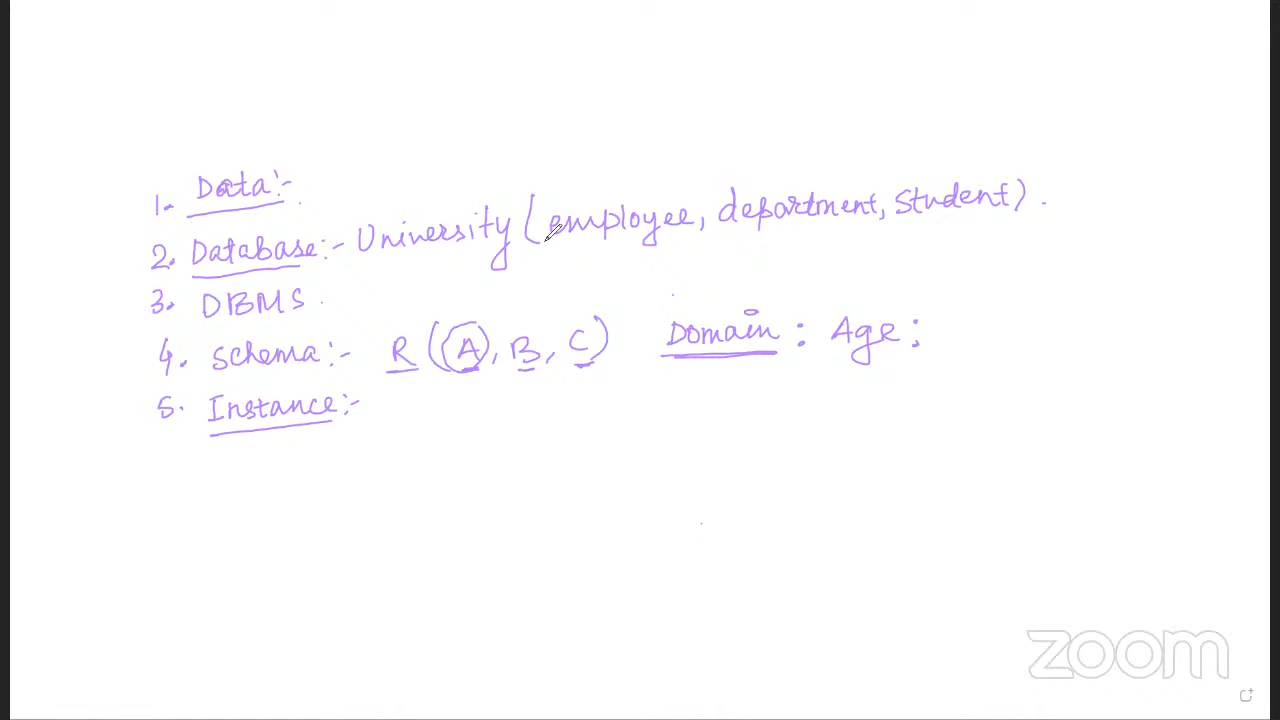 1. Data:-
2. Database:- University (employee, department, Student).
3. DBMS
4. Schema:- R (A, B, C) Domain : Age :
5. Instance:-
zoom